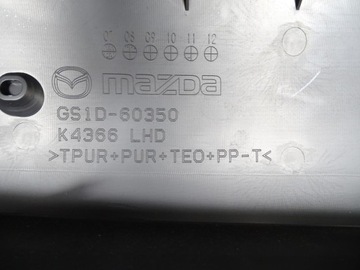 07 08 09 10 11 12
mazda
GS1D-60350
K4366 LHD
>TPUR+PUR+TEO+PP-T<